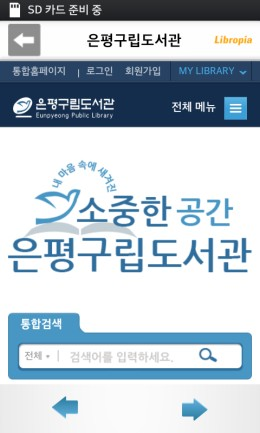 SD 카드 준비 중
은평구립도서관
Libropia
통합홈페이지 | 로그인 회원가입 MY LIBRARY
은평구립도서관 전체 메뉴
Eunpyeong Public Library
내 마음 속에 새겨진
소중한 공간
은평구립도서관
통합검색
전체 | 검색어를 입력하세요.